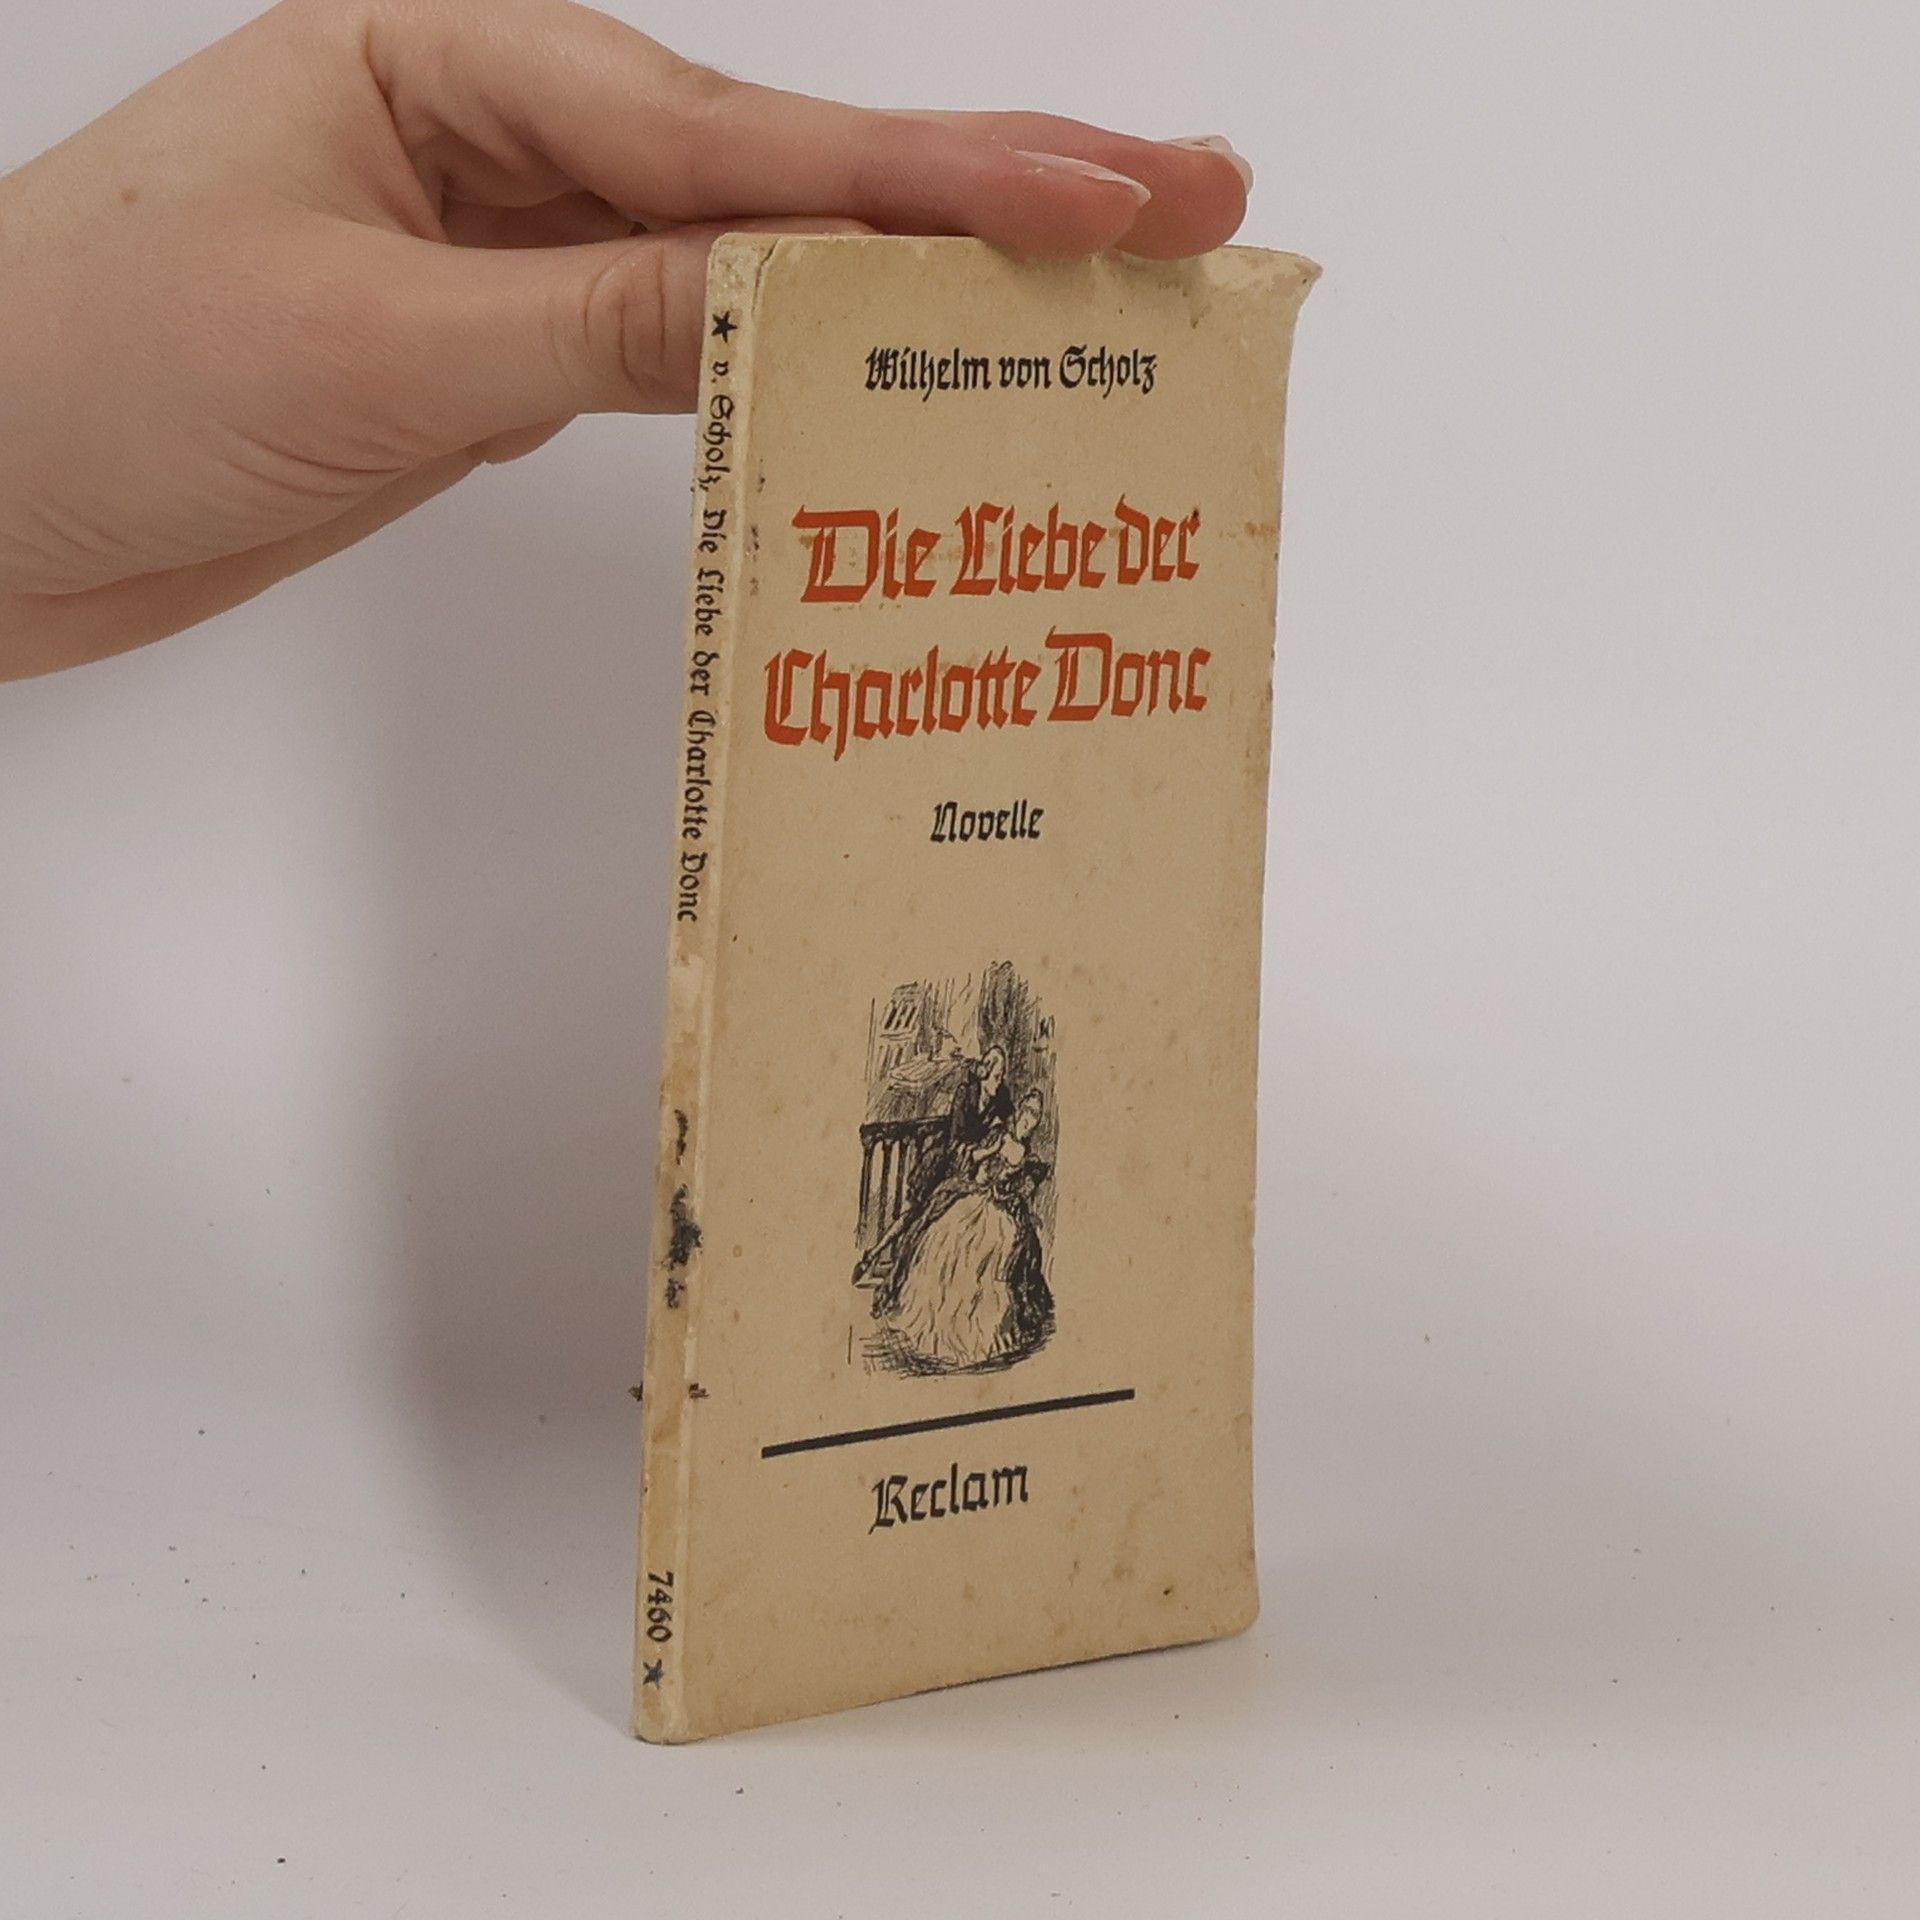 ★ v. Scholz, Die Liebe der Charlotte Donc 7460 ★
Wilhelm von Scholz
Die Liebe der
Charlotte Donc
Novelle
Reclam